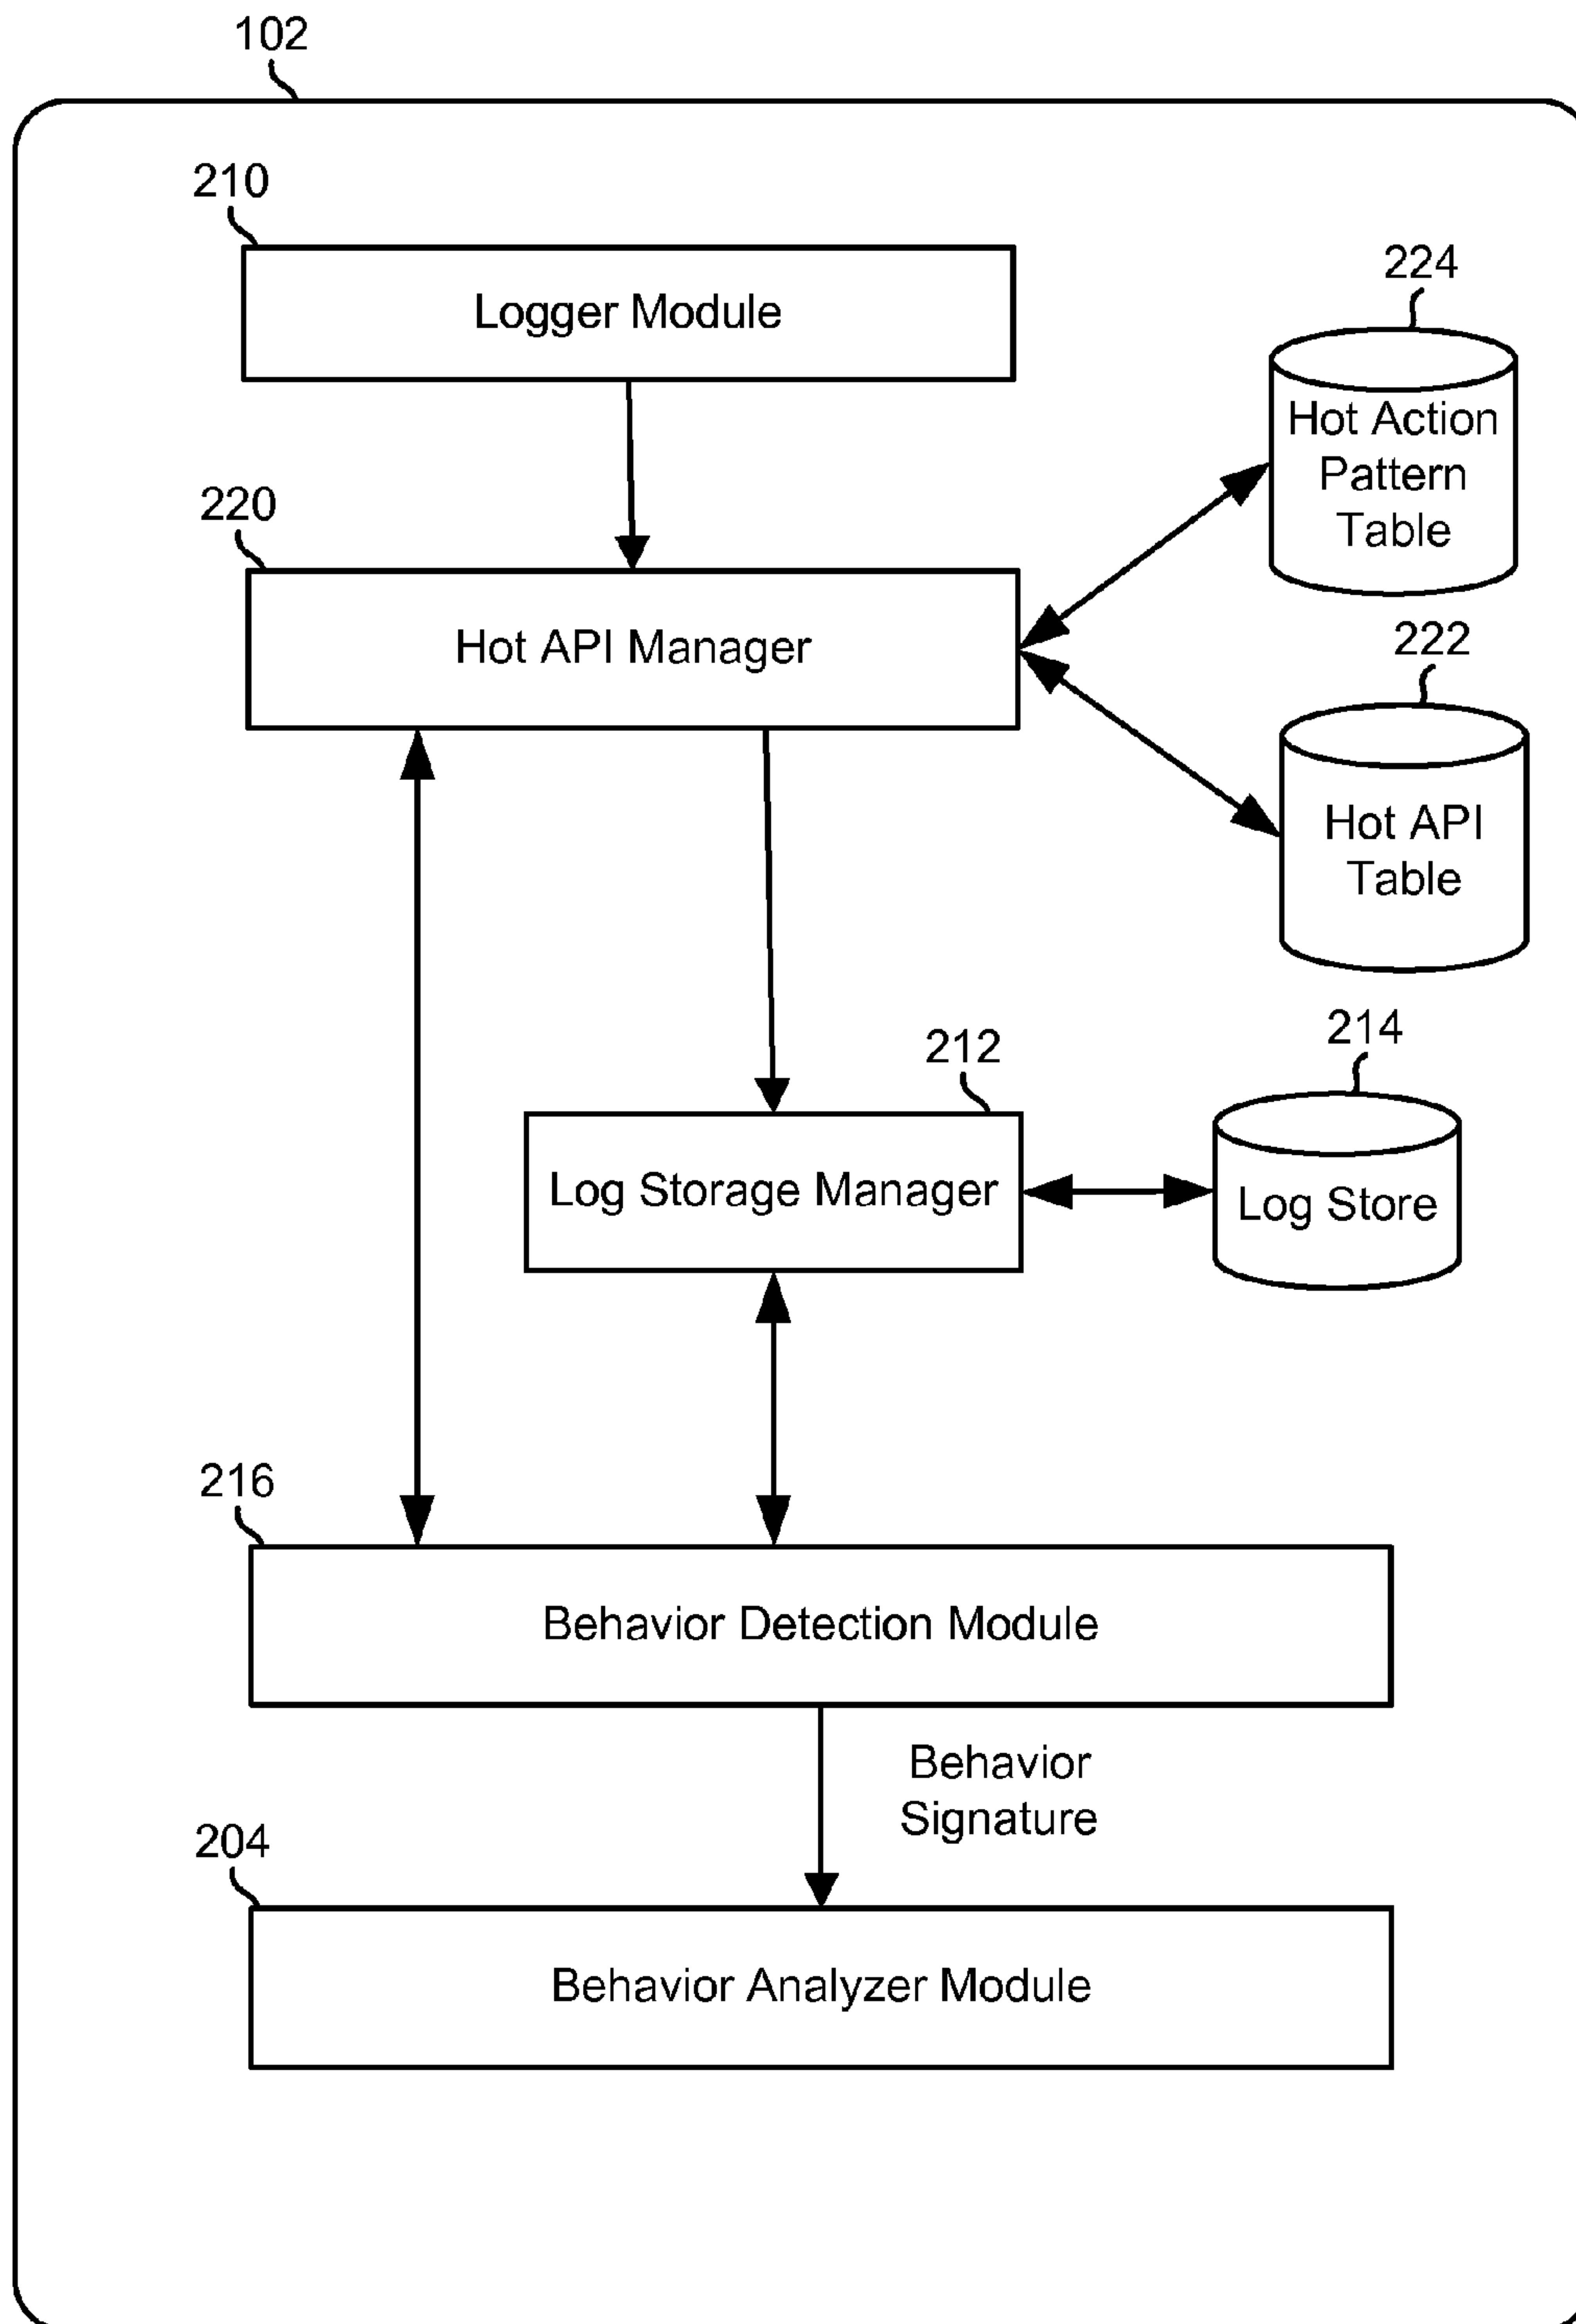 102
210
Logger Module
224
Hot Action
Pattern
Table
220
Hot API Manager
222
Hot API
Table
212
Log Storage Manager
214
Log Store
216
Behavior Detection Module
Behavior
Signature
204
Behavior Analyzer Module